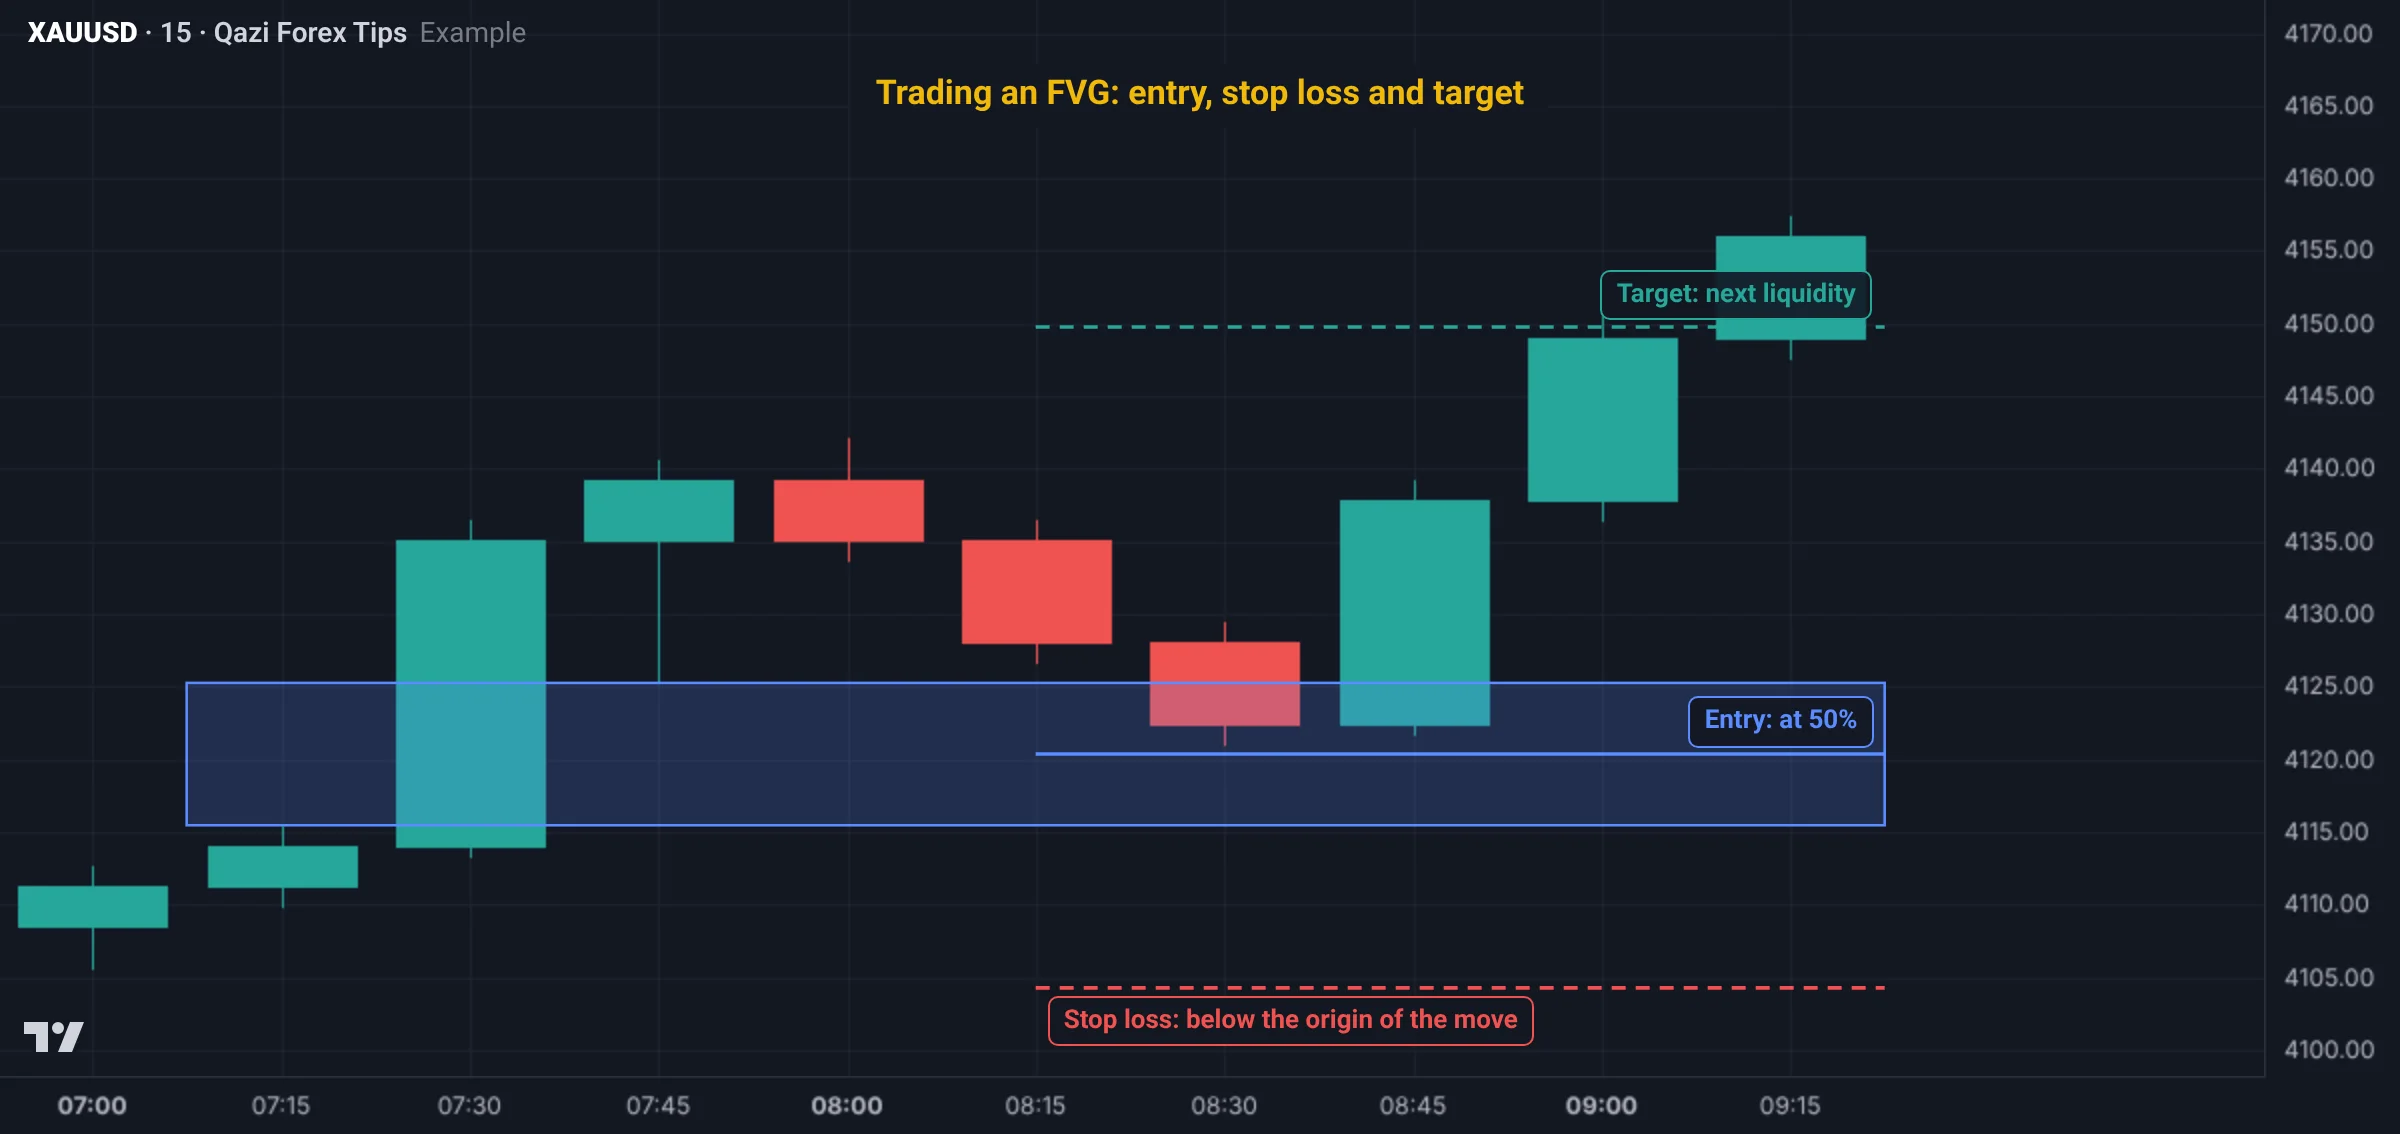 XAUUSD · 15 · Qazi Forex Tips Example
Trading an FVG: entry, stop loss and target
4170.00
4165.00
4160.00
4155.00
Target: next liquidity
4150.00
4145.00
4140.00
4135.00
4130.00
4125.00
Entry: at 50%
4120.00
4115.00
4110.00
4105.00
Stop loss: below the origin of the move
4100.00
07:00 07:15 07:30 07:45 08:00 08:15 08:30 08:45 09:00 09:15